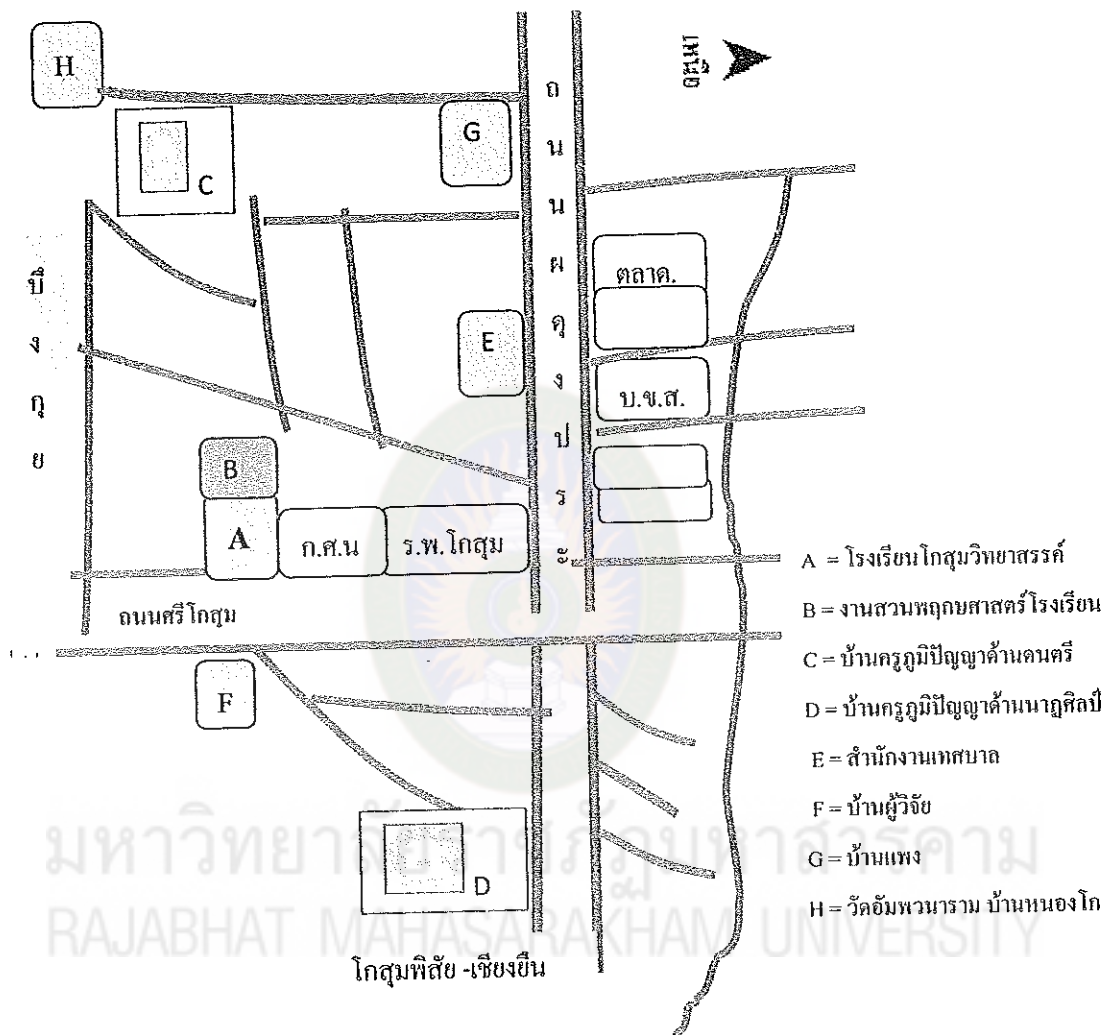 H
G
C
ถนนผดุงประ
บึงกุย
ตลาด.
E
บ.ข.ส.
B
A
ก.ศ.น
ร.พ.โกสุม
ถนนศรีโกสุม
F
D
A = โรงเรียนโกสุมวิทยาสรรค์
B = งานสวนพฤกษศาสตร์โรงเรียน
C = บ้านครูภูมิปัญญาด้านดนตรี
D = บ้านครูภูมิปัญญาด้านนาฏศิลป์
E = สำนักงานเทศบาล
F = บ้านผู้วิจัย
G = บ้านแพง
H = วัดอัมพวนาราม บ้านหนองโก
มหาวิทยาลัยราชภัฏมหาสารคาม
RAJABHAT MAHASARAKHAM UNIVERSITY
โกสุมพิสัย -เชียงยืน